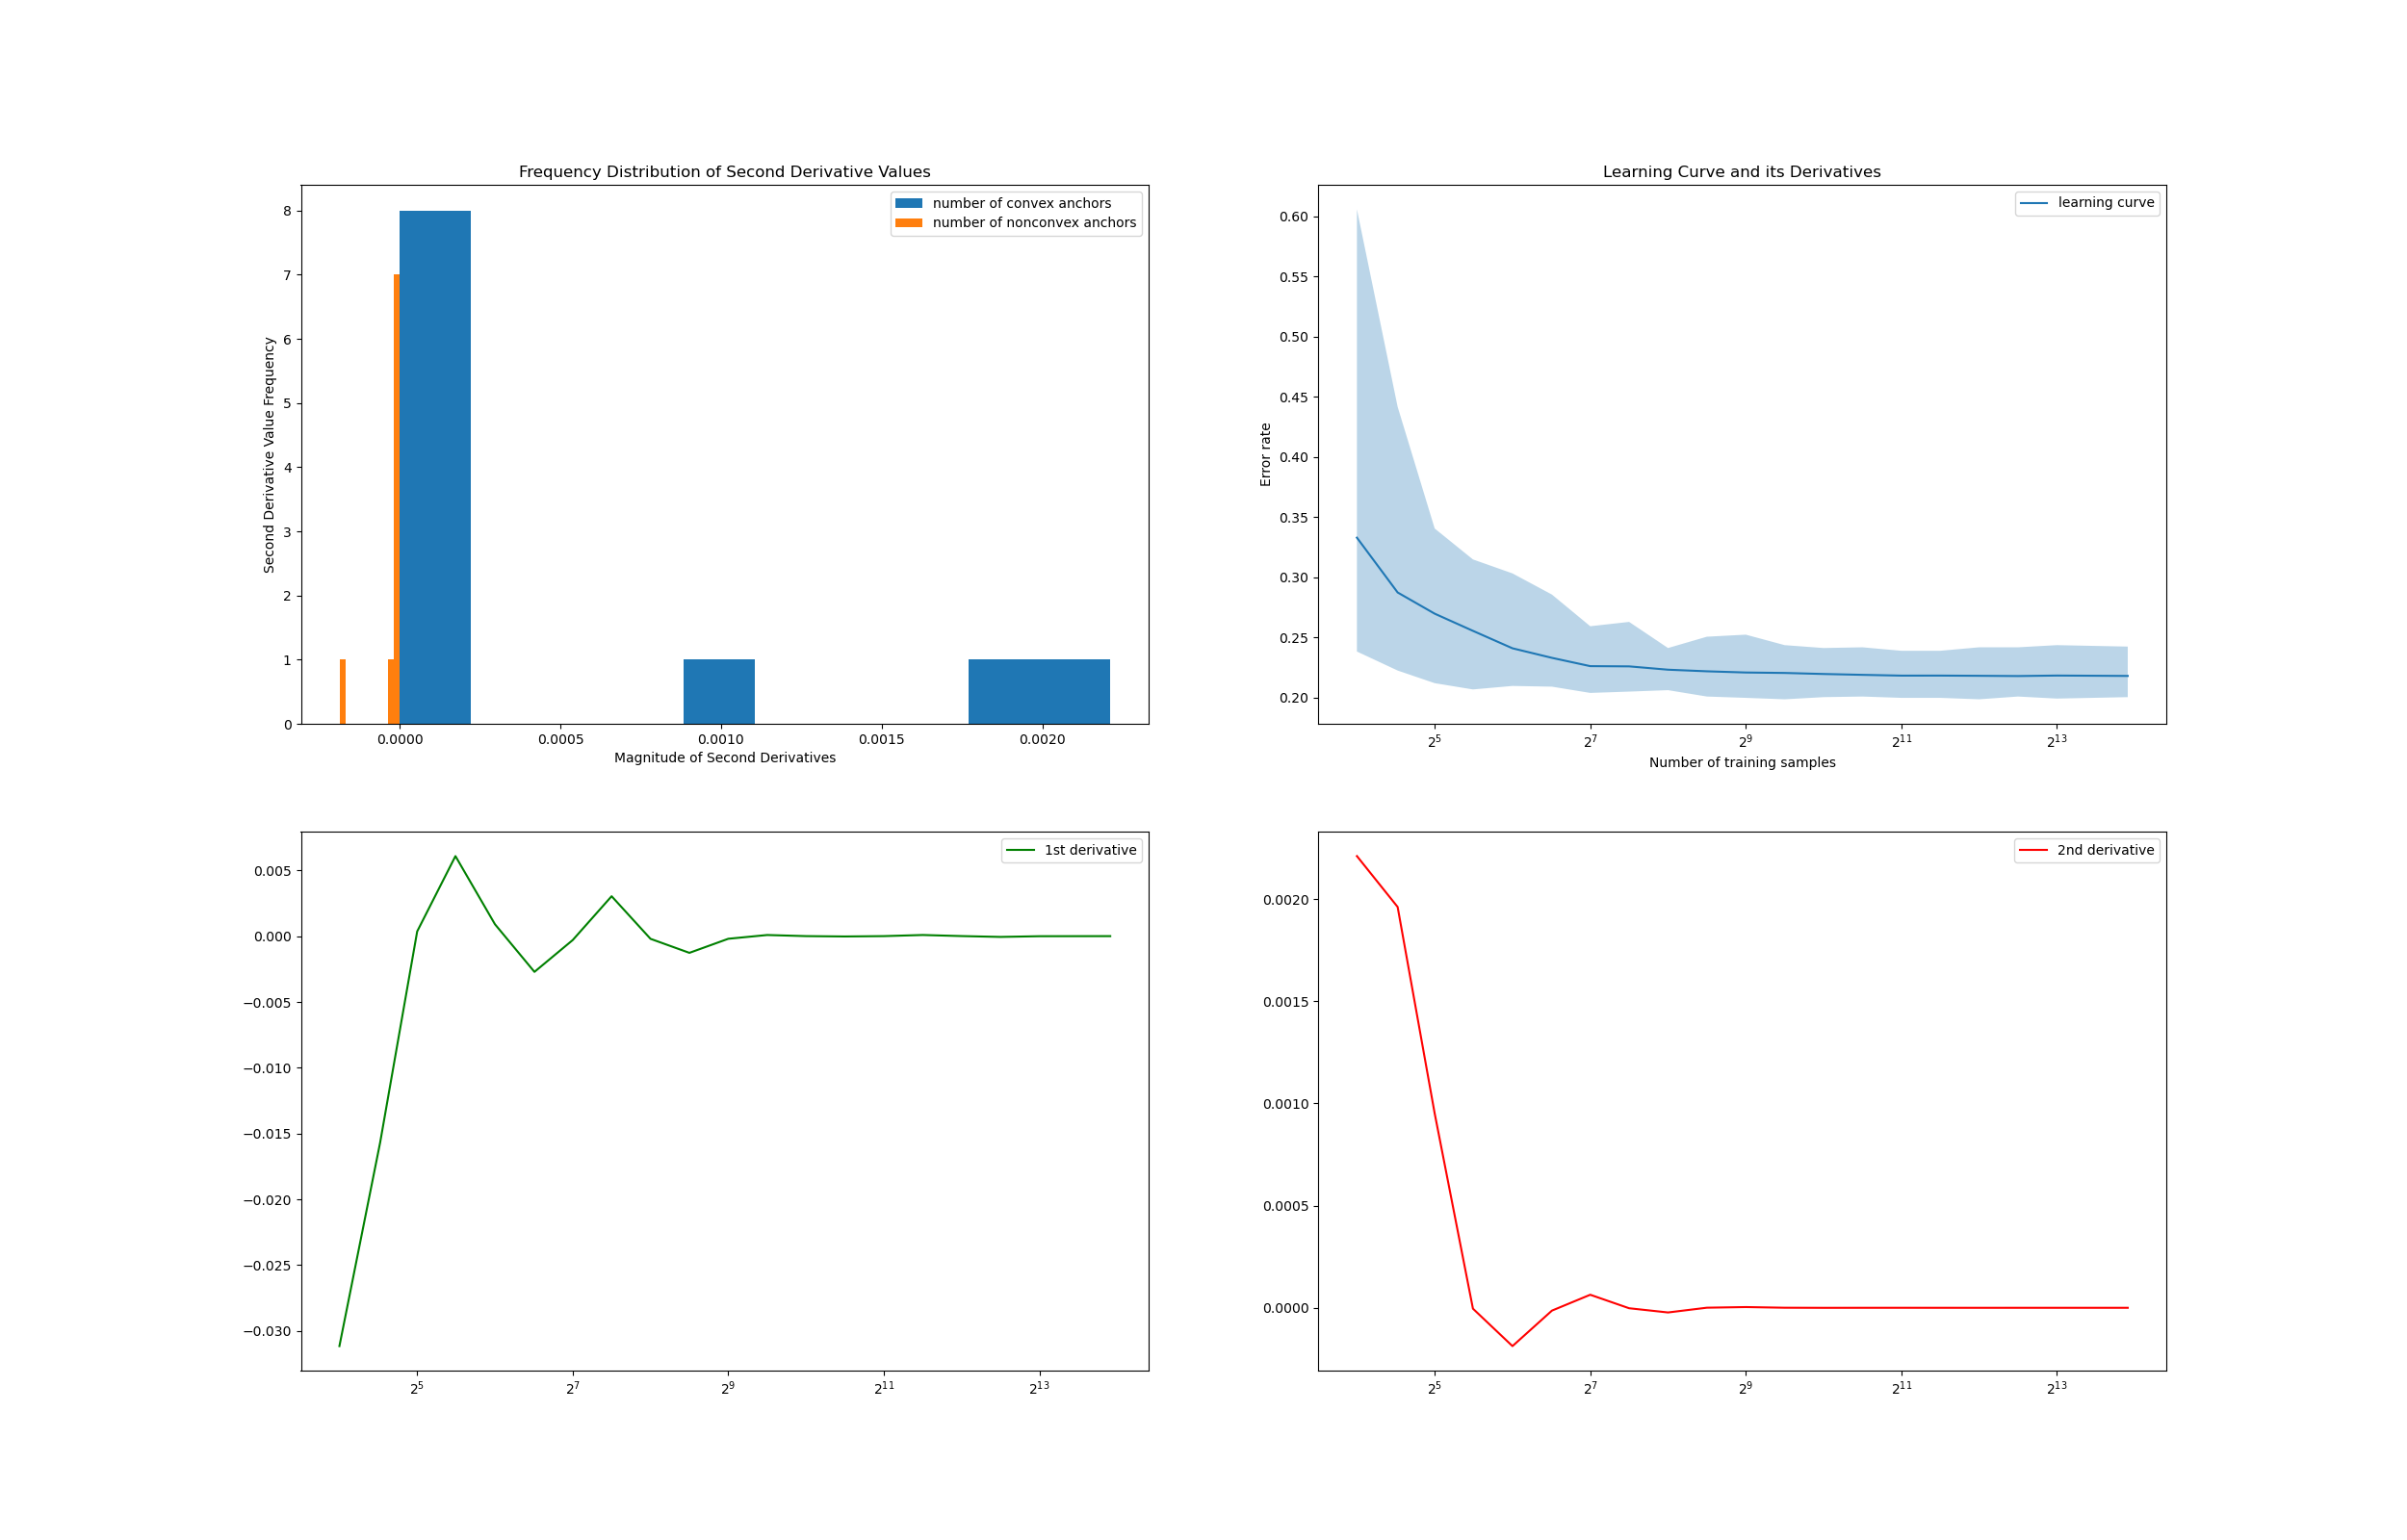 Frequency Distribution of Second Derivative Values
number of convex anchors
number of nonconvex anchors
8
7
6
5
4
3
2
1
0
Second Derivative Value Frequency
0.0000 0.0005 0.0010 0.0015 0.0020
Magnitude of Second Derivatives
Learning Curve and its Derivatives
learning curve
0.60
0.55
0.50
0.45
0.40
0.35
0.30
0.25
0.20
Error rate
2^5 2^7 2^9 2^11 2^13
Number of training samples
1st derivative
0.005
0.000
−0.005
−0.010
−0.015
−0.020
−0.025
−0.030
2^5 2^7 2^9 2^11 2^13
2nd derivative
0.0020
0.0015
0.0010
0.0005
0.0000
2^5 2^7 2^9 2^11 2^13